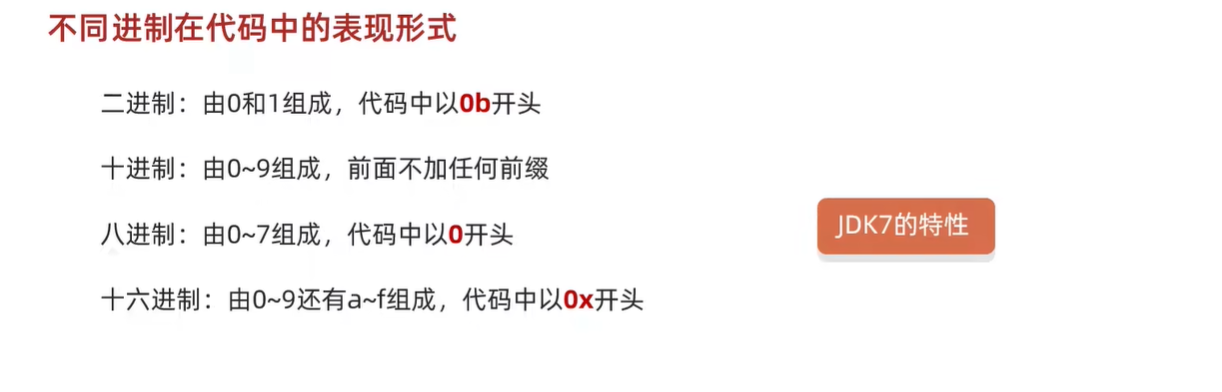 不同进制在代码中的表现形式
二进制：由0和1组成，代码中以0b开头
十进制：由0~9组成，前面不加任何前缀
八进制：由0~7组成，代码中以0开头
JDK7的特性
十六进制：由0~9还有a~f组成，代码中以0x开头